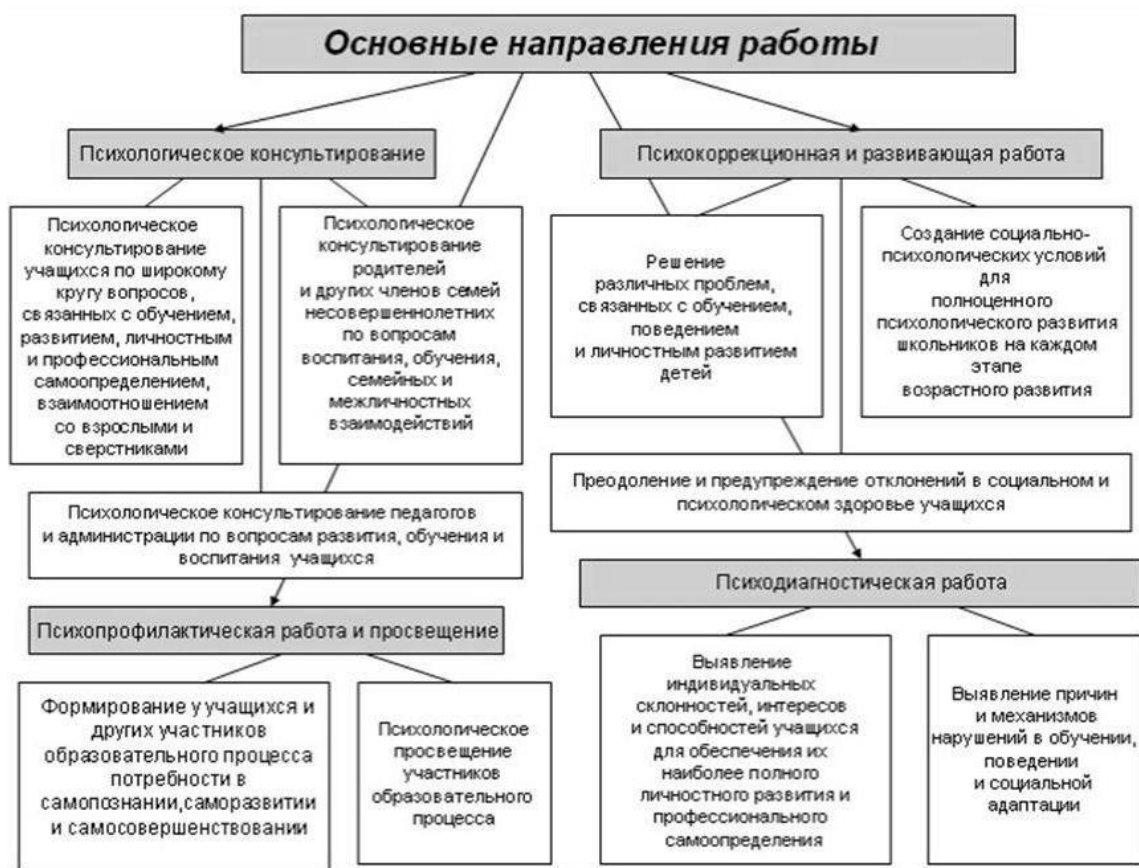 Основные направления работы
Психологическое консультирование
Психологическое
консультирование
учащихся по широкому
кругу вопросов,
связанных с обучением,
развитием, личностным
и профессиональным
самоопределением,
взаимоотношением
со взрослыми и
сверстниками
Психологическое
консультирование
родителей
и других членов семей
несовершеннолетних
по вопросам
воспитания, обучения,
семейных и
межличностных
взаимодействий
Психологическое консультирование педагогов
и администрации по вопросам развития, обучения и
воспитания учащихся
Психопрофилактическая работа и просвещение
Формирование у учащихся и
других участников
образовательного процесса
потребности в
самопознании,саморазвитии
и самосовершенствовании
Психологическое
просвещение
участников
образовательного
процесса
Психокоррекционная и развивающая работа
Решение
различных проблем,
связанных с обучением,
поведением
и личностным развитием
детей
Создание социально-
психологических условий
для
полноценного
психологического развития
школьников на каждом
этапе
возрастного развития
Преодоление и предупреждение отклонений в социальном и
психологическом здоровье учащихся
Психодиагностическая работа
Выявление
индивидуальных
склонностей, интересов
и способностей учащихся
для обеспечения их
наиболее полного
личностного развития и
профессионального
самоопределения
Выявление причин
и механизмов
нарушений в обучении,
поведении
и социальной
адаптации